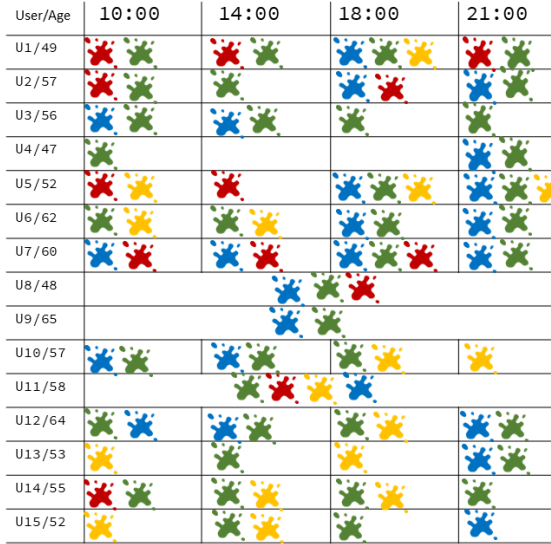 User/Age 10:00 14:00 18:00 21:00
U1/49
U2/57
U3/56
U4/47
U5/52
U6/62
U7/60
U8/48
U9/65
U10/57
U11/58
U12/64
U13/53
U14/55
U15/52